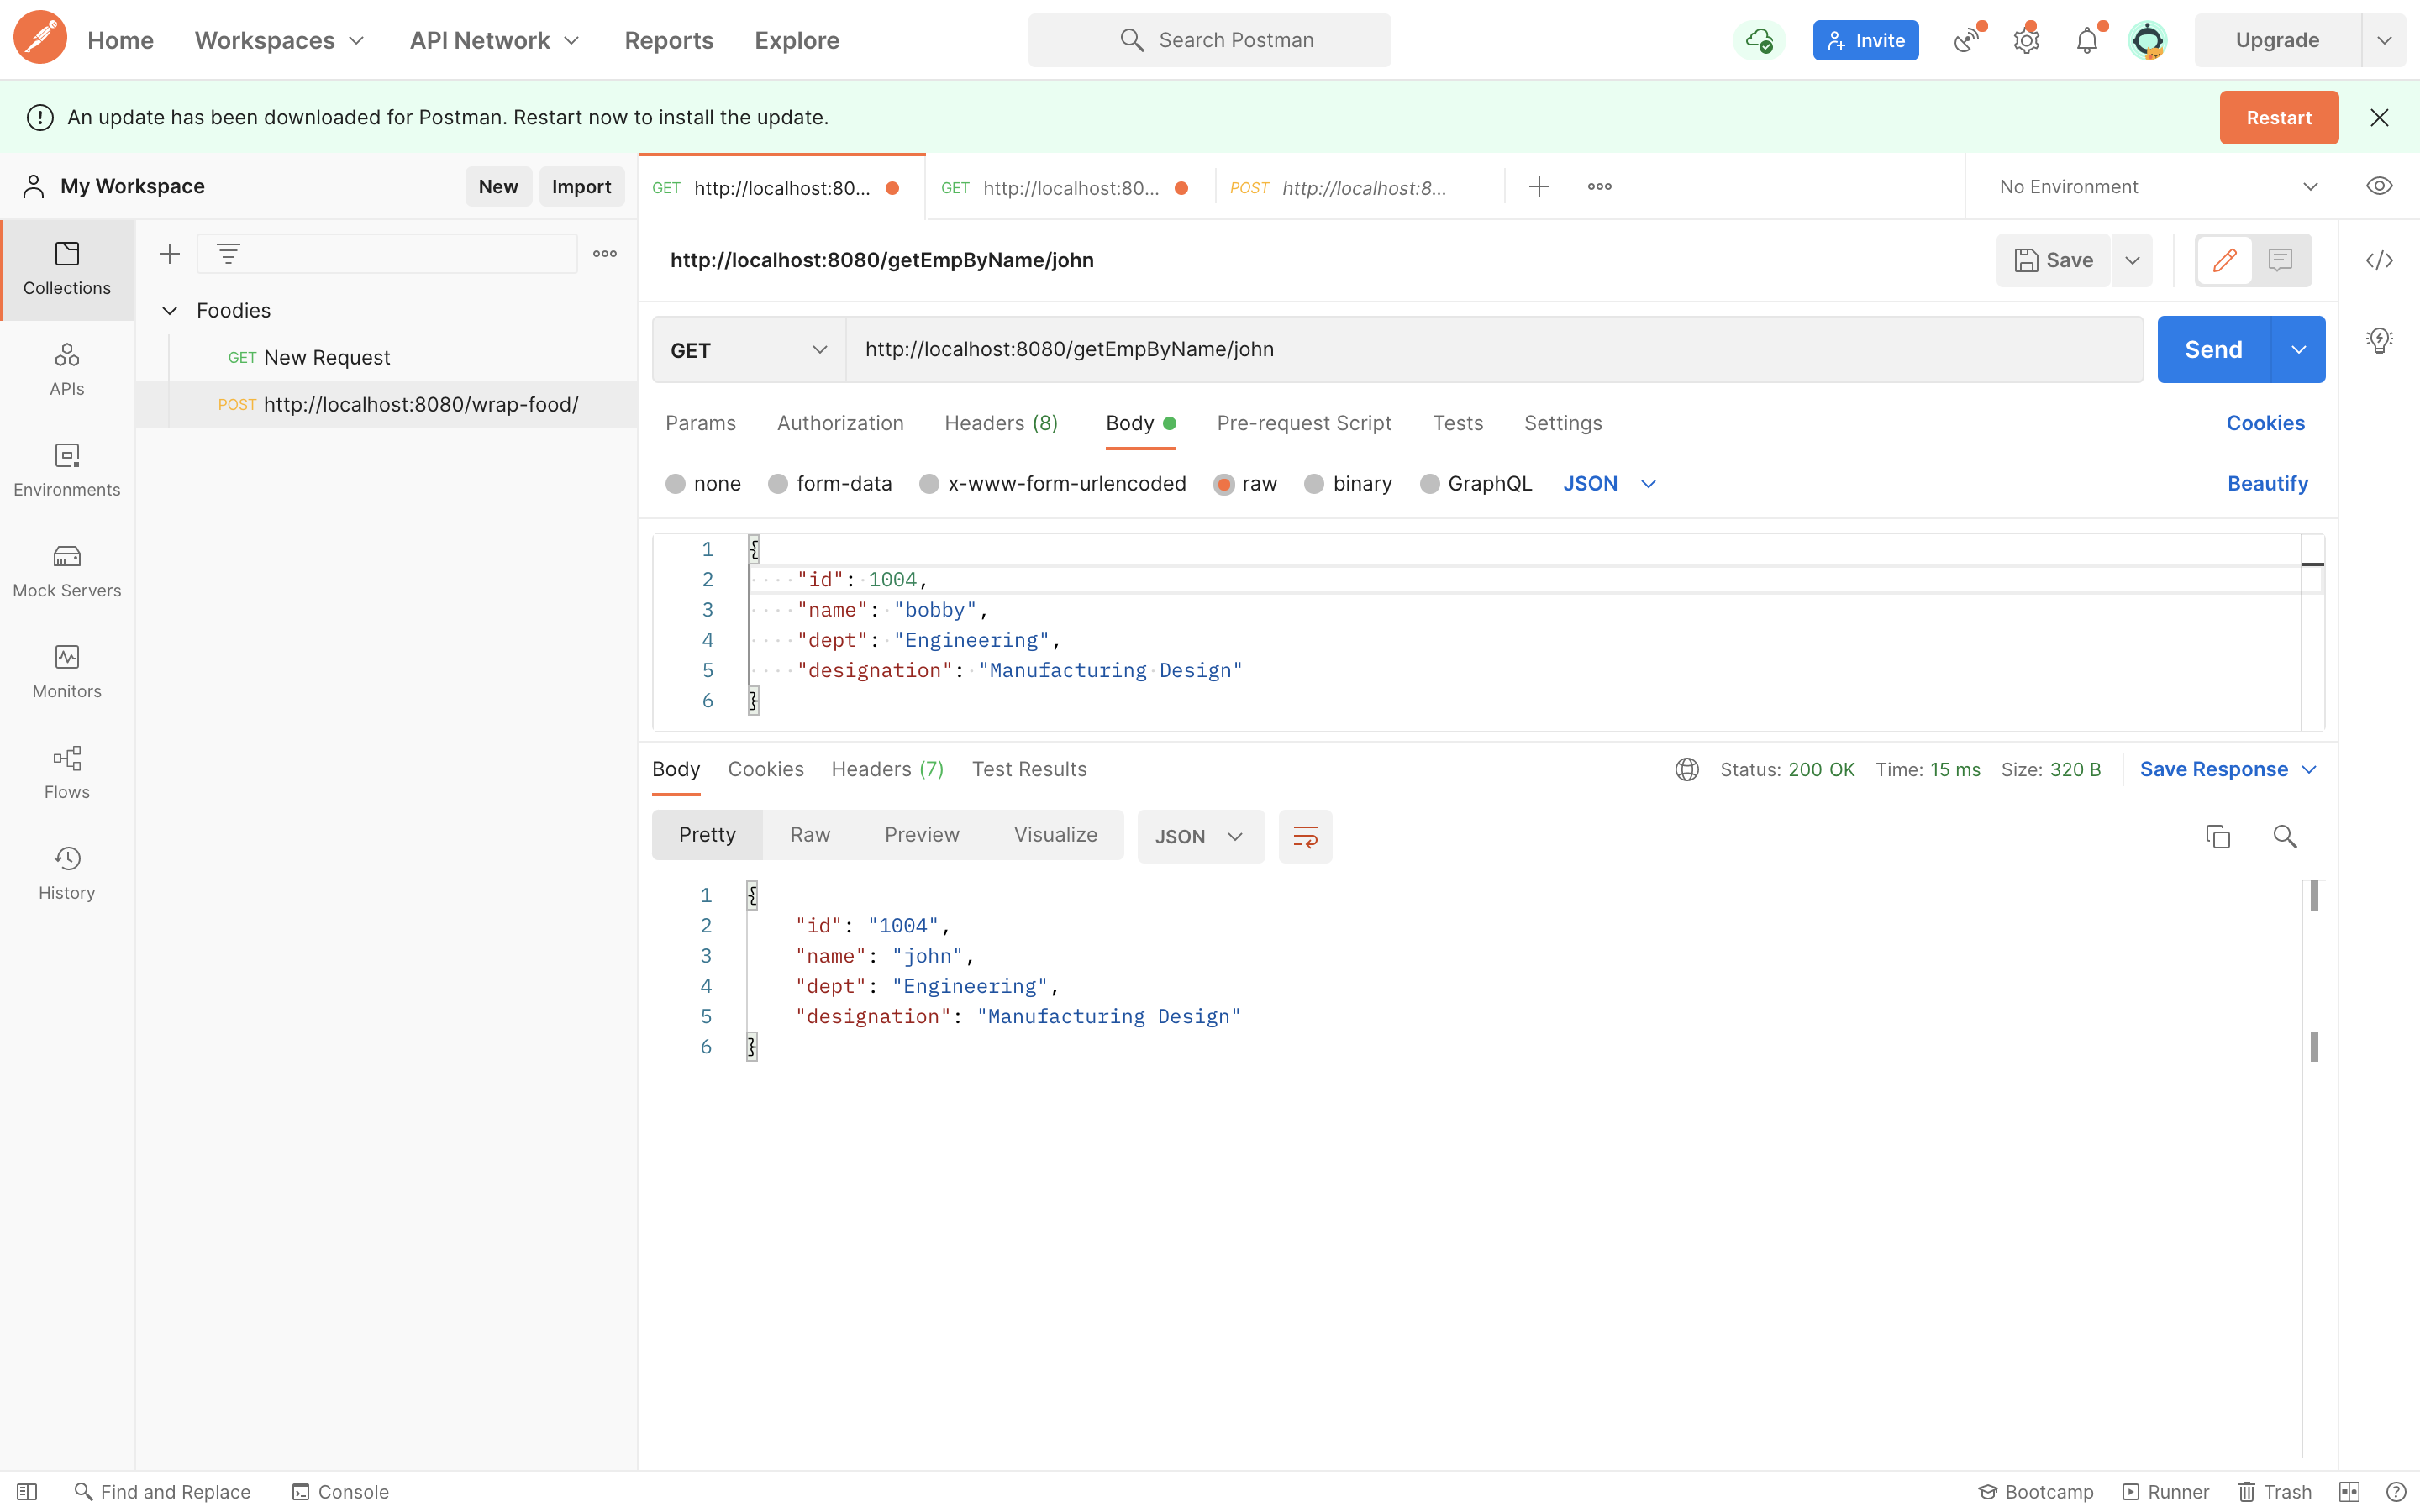 Home Workspaces API Network Reports Explore Search Postman Invite Upgrade
An update has been downloaded for Postman. Restart now to install the update. Restart
My Workspace New Import GET http://localhost:80... GET http://localhost:80... POST http://localhost:8... No Environment
Collections
APIs
Environments
Mock Servers
Monitors
Flows
History
Foodies
GET New Request
POST http://localhost:8080/wrap-food/
http://localhost:8080/getEmpByName/john Save
GET http://localhost:8080/getEmpByName/john Send
Params Authorization Headers (8) Body Pre-request Script Tests Settings Cookies
none form-data x-www-form-urlencoded raw binary GraphQL JSON Beautify
1 {
2 "id": 1004,
3 "name": "bobby",
4 "dept": "Engineering",
5 "designation": "Manufacturing Design"
6 }
Body Cookies Headers (7) Test Results Status: 200 OK Time: 15 ms Size: 320 B Save Response
Pretty Raw Preview Visualize JSON
1 {
2 "id": "1004",
3 "name": "john",
4 "dept": "Engineering",
5 "designation": "Manufacturing Design"
6 }
Find and Replace Console Bootcamp Runner Trash